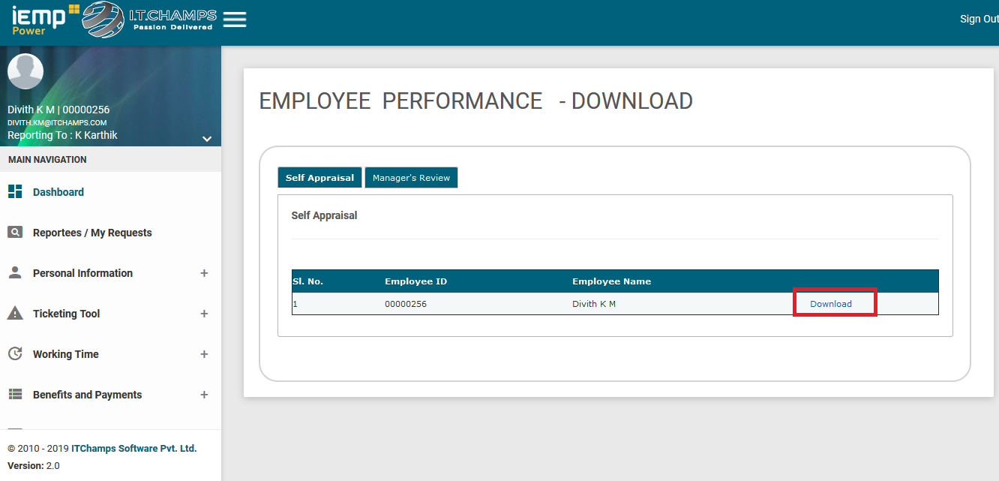 iEmp
Power
I.T.CHAMPS
Passion Delivered
Sign Out
Divith K M | 00000256
DIVITH.KM@ITCHAMPS.COM
Reporting To : K Karthik
MAIN NAVIGATION
Dashboard
Reportees / My Requests
Personal Information +
Ticketing Tool +
Working Time +
Benefits and Payments +
© 2010 - 2019 ITChamps Software Pvt. Ltd.
Version: 2.0
EMPLOYEE PERFORMANCE - DOWNLOAD
Self Appraisal Manager's Review
Self Appraisal
Sl. No. Employee ID Employee Name
1 00000256 Divith K M Download